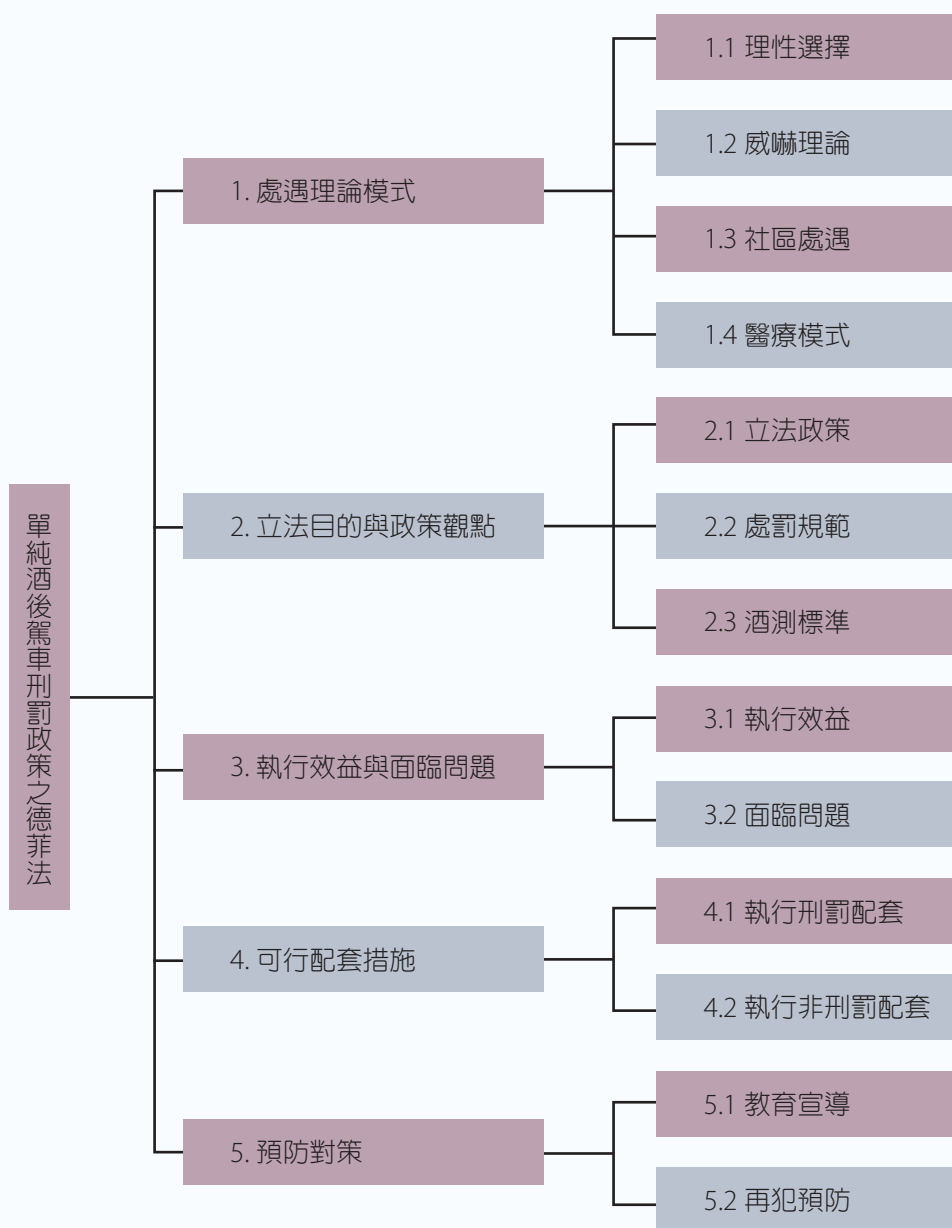 單純酒後駕車刑罰政策之德菲法
1. 處遇理論模式
1.1 理性選擇
1.2 威嚇理論
1.3 社區處遇
1.4 醫療模式
2. 立法目的與政策觀點
2.1 立法政策
2.2 處罰規範
2.3 酒測標準
3. 執行效益與面臨問題
3.1 執行效益
3.2 面臨問題
4. 可行配套措施
4.1 執行刑罰配套
4.2 執行非刑罰配套
5. 預防對策
5.1 教育宣導
5.2 再犯預防